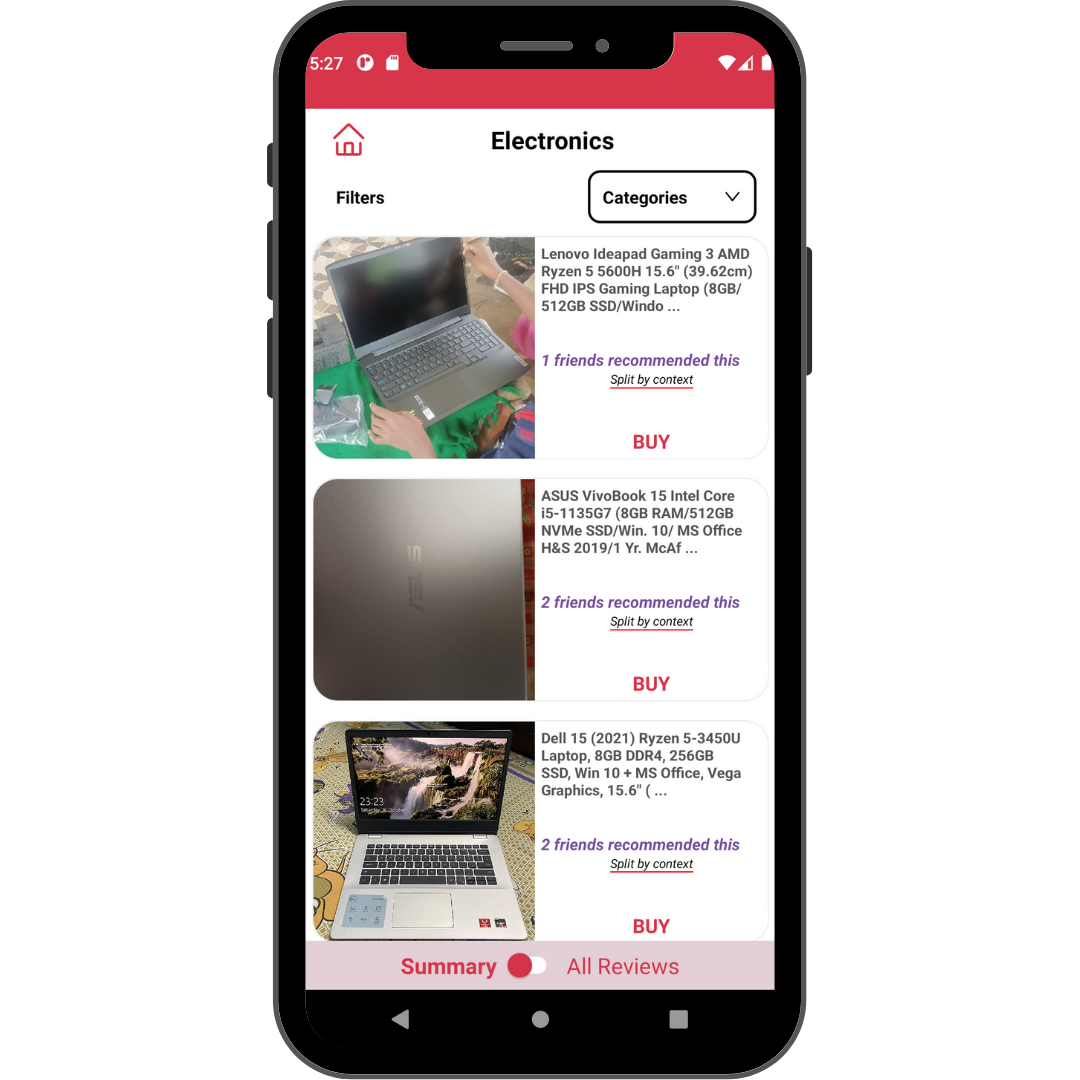 5:27
Electronics
Filters
Categories
Lenovo Ideapad Gaming 3 AMD
Ryzen 5 5600H 15.6" (39.62cm)
FHD IPS Gaming Laptop (8GB/
512GB SSD/Windo ...
1 friends recommended this
Split by context
BUY
ASUS VivoBook 15 Intel Core
i5-1135G7 (8GB RAM/512GB
NVMe SSD/Win. 10/ MS Office
H&S 2019/1 Yr. McAf ...
2 friends recommended this
Split by context
BUY
ASUS
Dell 15 (2021) Ryzen 5-3450U
Laptop, 8GB DDR4, 256GB
SSD, Win 10 + MS Office, Vega
Graphics, 15.6" ( ...
2 friends recommended this
Split by context
BUY
23:23
Saturday, 16 October
Summary
All Reviews